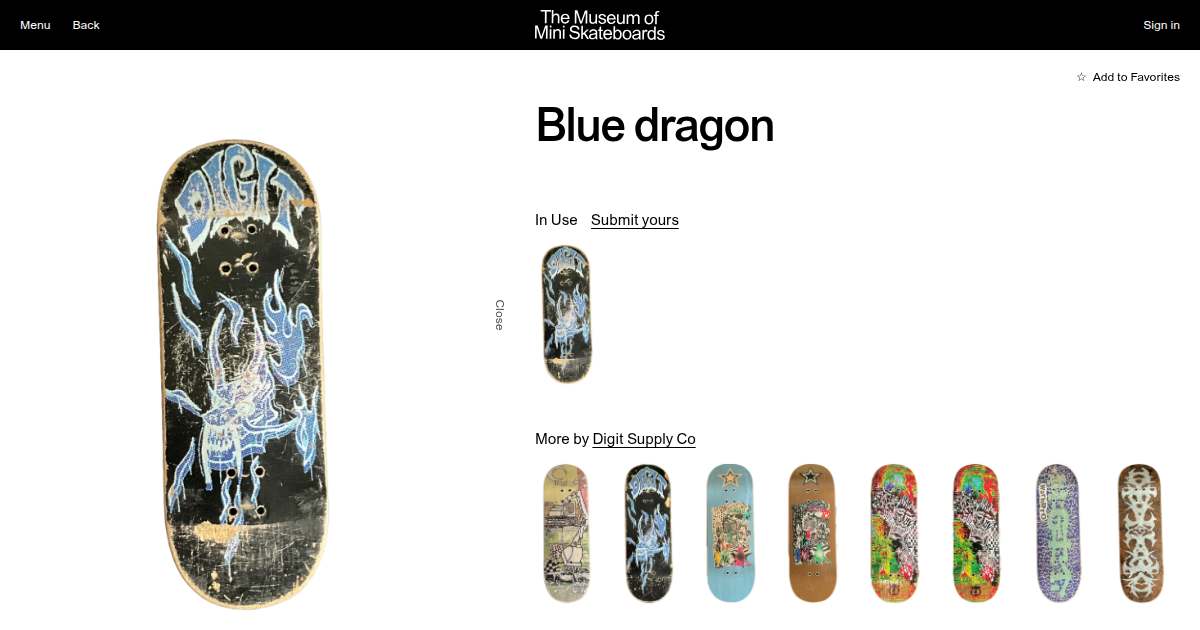 Menu
Back
The Museum of
Mini Skateboards
Sign in
☆ Add to Favorites
Blue dragon
DIGIT
In Use
Submit yours
Close
More by Digit Supply Co